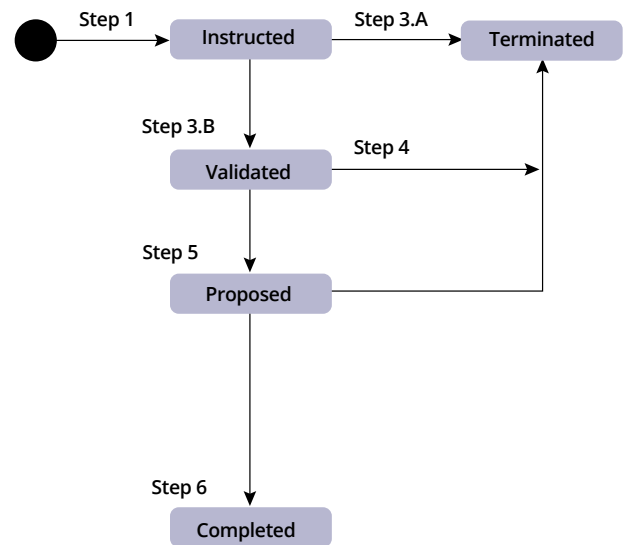 Step 1
Instructed
Step 3.A
Terminated
Step 3.B
Validated
Step 4
Step 5
Proposed
Step 6
Completed